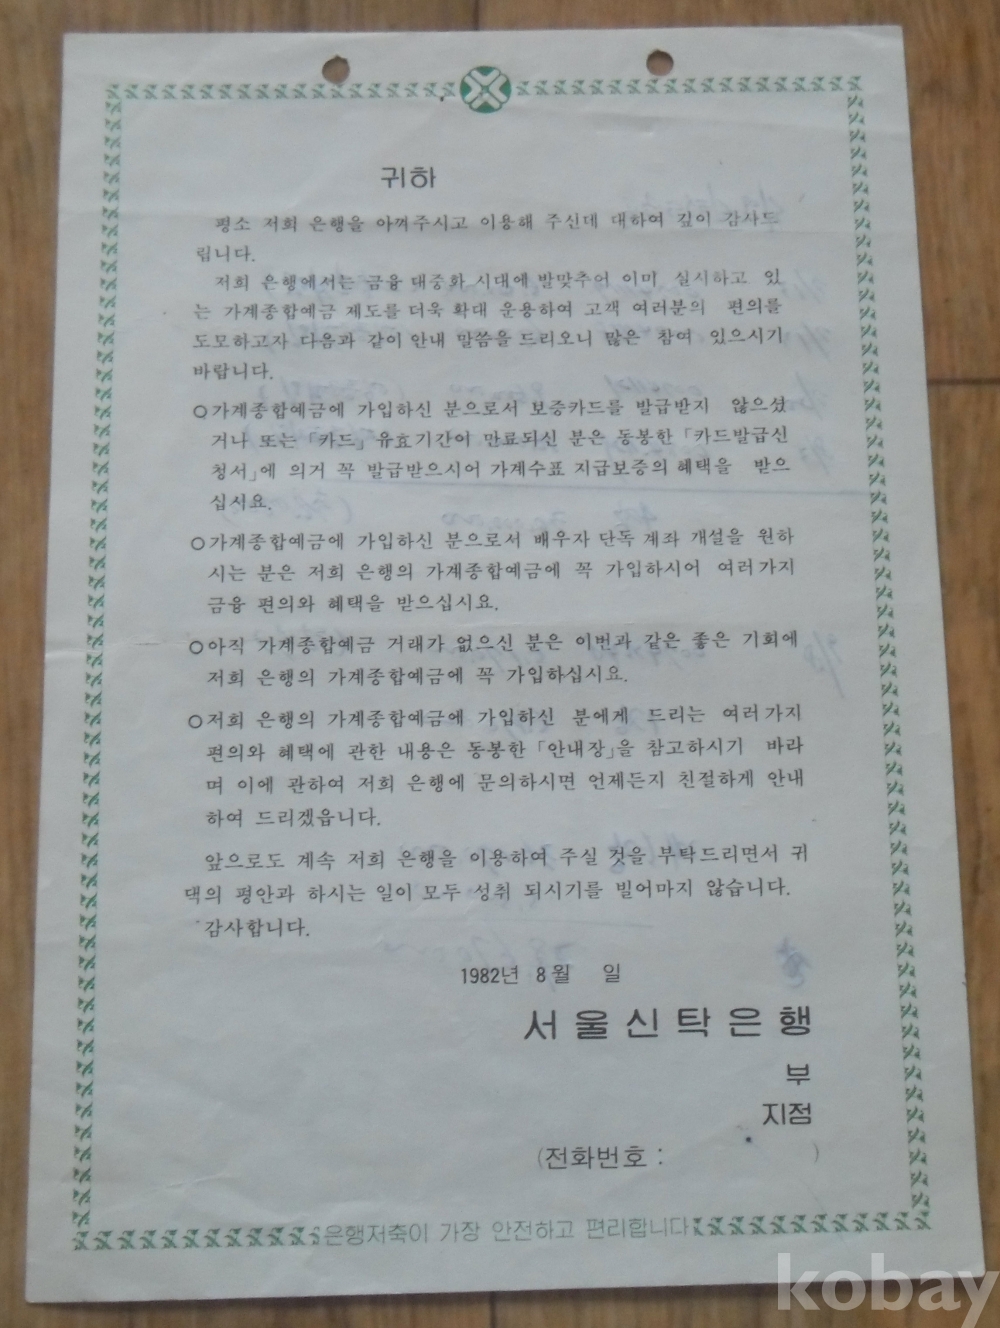 귀하
평소 저희 은행을 아껴주시고 이용해 주신데 대하여 깊이 감사드
립니다.
저희 은행에서는 금융 대중화 시대에 발맞추어 이미 실시하고 있
는 가계종합예금 제도를 더욱 확대 운용하여 고객 여러분의 편의를
도모하고자 다음과 같이 안내 말씀을 드리오니 많은 참여 있으시기
바랍니다.
○가계종합예금에 가입하신 분으로서 보증카드를 발급받지 않으셨
거나 또는 「카드」 유효기간이 만료되신 분은 동봉한 「카드발급신
청서」에 의거 꼭 발급받으시어 가계수표 지급보증의 혜택을 받으
십시요.
○가계종합예금에 가입하신 분으로서 배우자 단독 계좌 개설을 원하
시는 분은 저희 은행의 가계종합예금에 꼭 가입하시어 여러가지
금융 편의와 혜택을 받으십시요.
○아직 가계종합예금 거래가 없으신 분은 이번과 같은 좋은 기회에
저희 은행의 가계종합예금에 꼭 가입하십시요.
○저희 은행의 가계종합예금에 가입하신 분에게 드리는 여러가지
편의와 혜택에 관한 내용은 동봉한 「안내장」을 참고하시기 바라
며 이에 관하여 저희 은행에 문의하시면 언제든지 친절하게 안내
하여 드리겠읍니다.
앞으로도 계속 저희 은행을 이용하여 주실 것을 부탁드리면서 귀
댁의 평안과 하시는 일이 모두 성취 되시기를 빌어마지 않습니다.
감사합니다.
1982년 8월 일
서울신탁은행
부
지점
(전화번호 : )
은행저축이 가장 안전하고 편리합니다
kobay